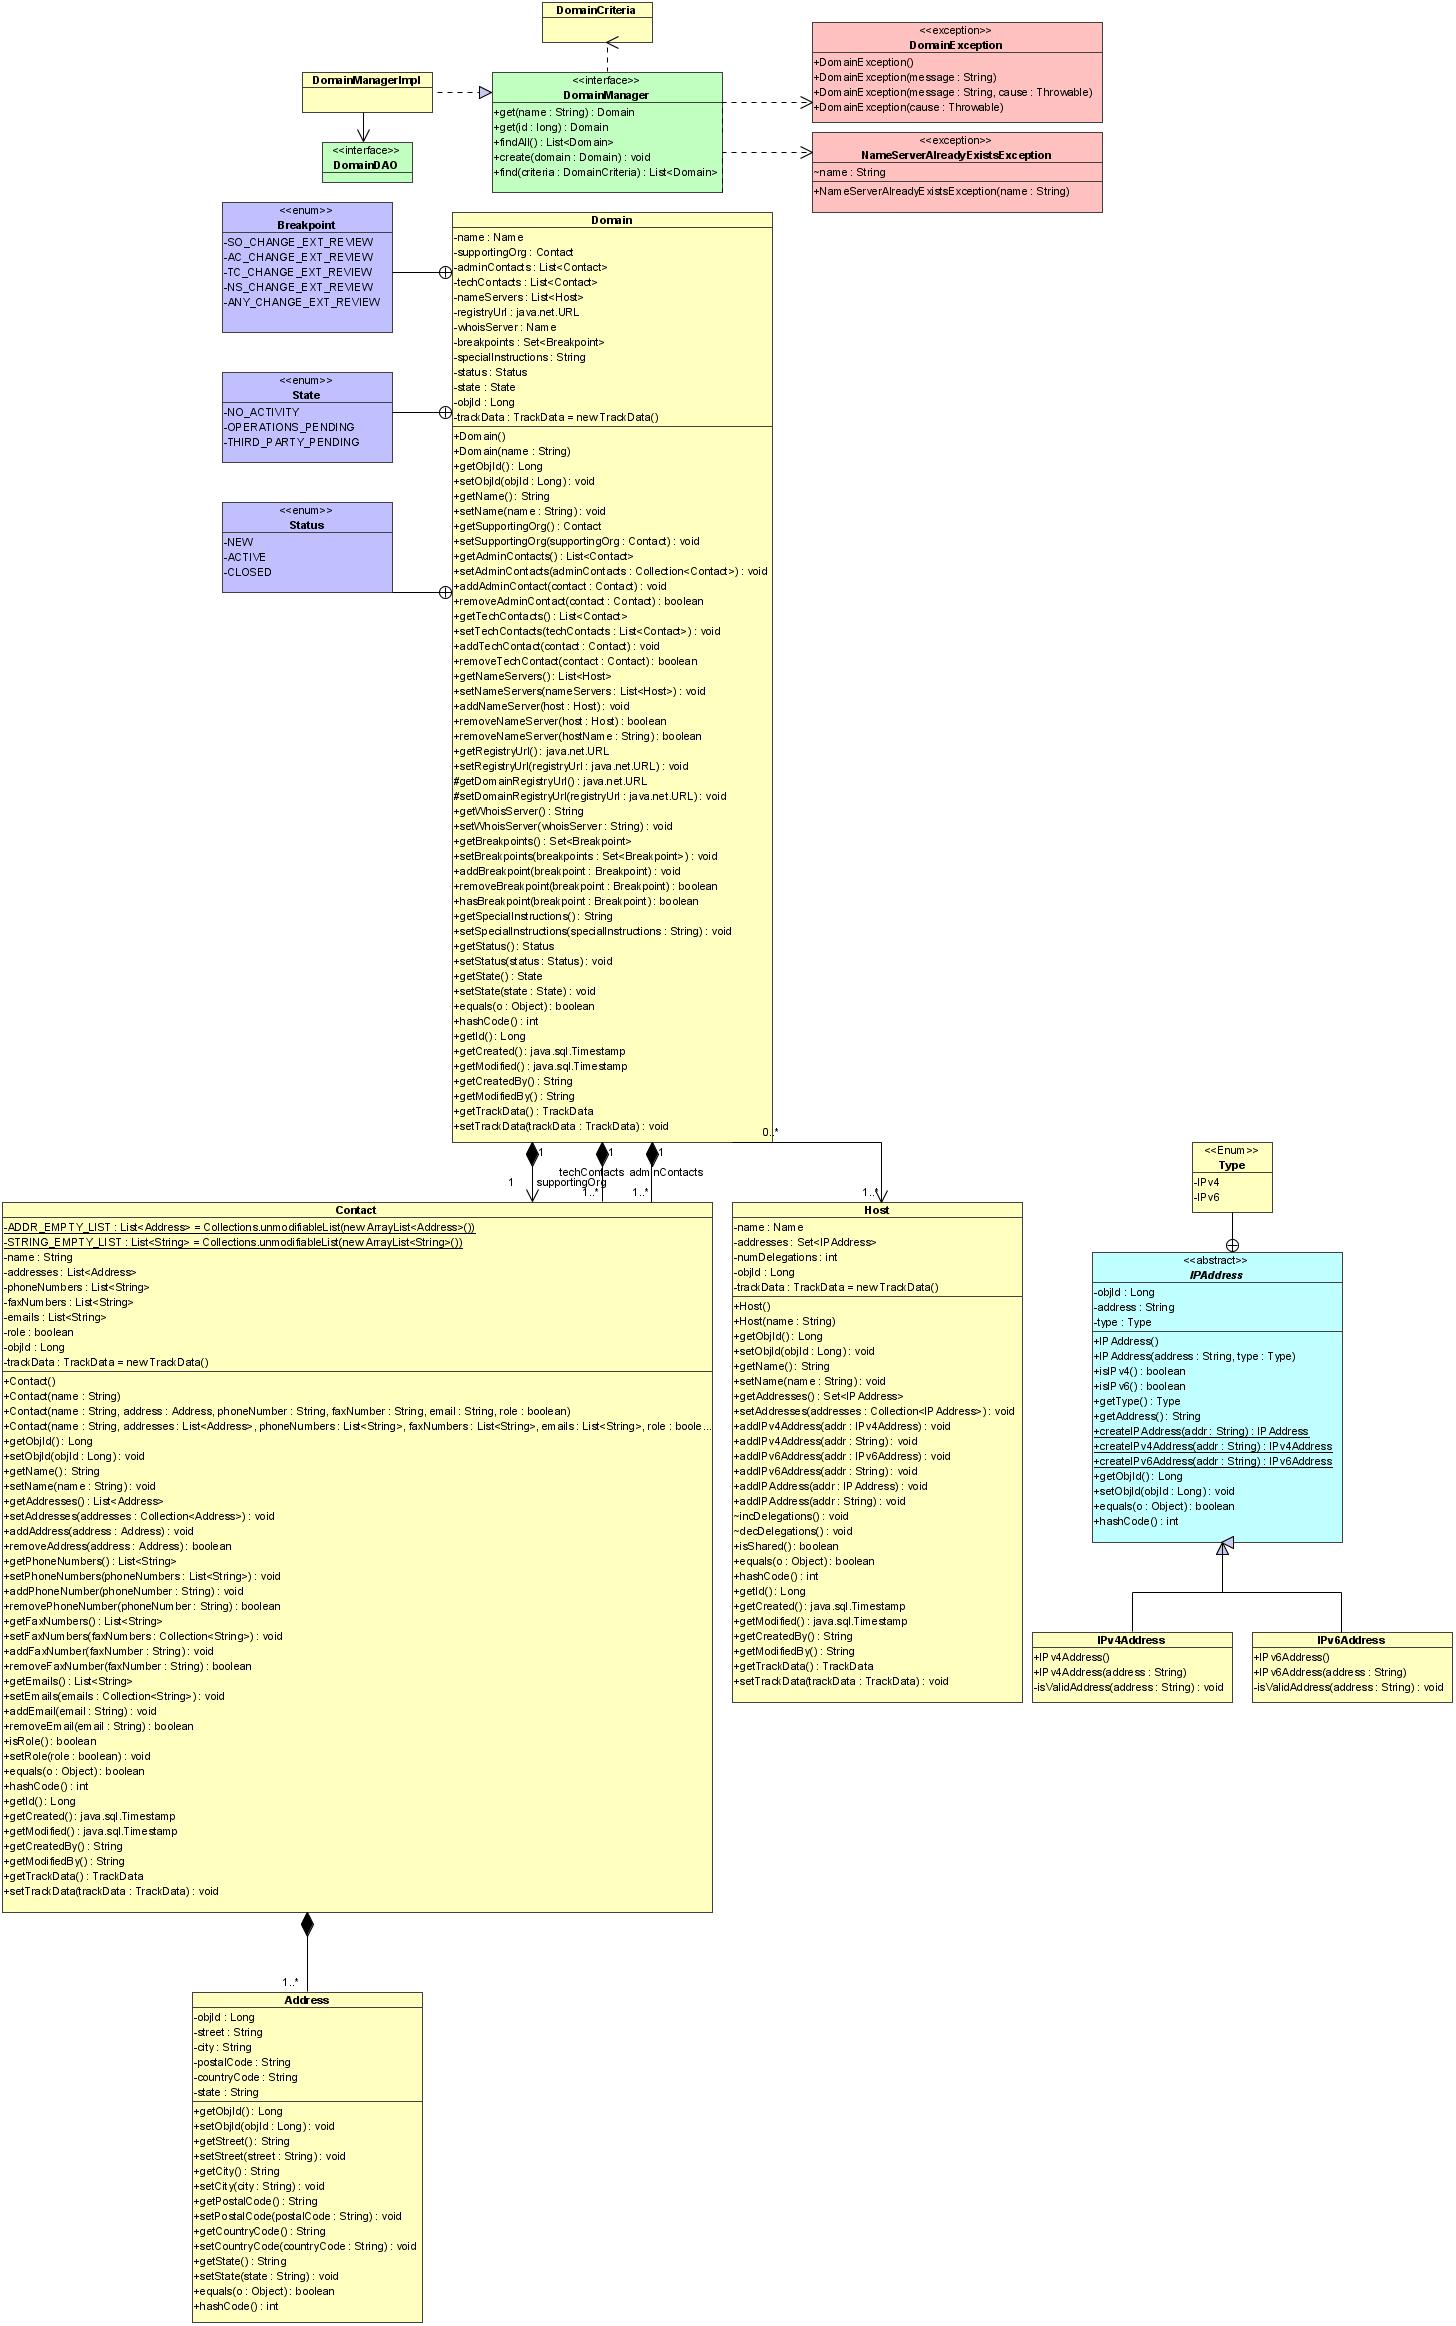 DomainCriteria
DomainManagerImpl
<<interface>>
DomainDAO
<<interface>>
DomainManager
+get(name : String) : Domain
+get(id : long) : Domain
+findAll() : List<Domain>
+create(domain : Domain) : void
+find(criteria : DomainCriteria) : List<Domain>
<<exception>>
DomainException
+DomainException()
+DomainException(message : String)
+DomainException(message : String, cause : Throwable)
+DomainException(cause : Throwable)
<<exception>>
NameServerAlreadyExistsException
~name : String
+NameServerAlreadyExistsException(name : String)
<<enum>>
Breakpoint
-SO_CHANGE_EXT_REVIEW
-AC_CHANGE_EXT_REVIEW
-TC_CHANGE_EXT_REVIEW
-NS_CHANGE_EXT_REVIEW
-ANY_CHANGE_EXT_REVIEW
<<enum>>
State
-NO_ACTIVITY
-OPERATIONS_PENDING
-THIRD_PARTY_PENDING
<<enum>>
Status
-NEW
-ACTIVE
-CLOSED
Domain
-name : Name
-supportingOrg : Contact
-adminContacts : List<Contact>
-techContacts : List<Contact>
-nameServers : List<Host>
-registryUrl : java.net.URL
-whoisServer : Name
-breakpoints : Set<Breakpoint>
-specialInstructions : String
-status : Status
-state : State
-objId : Long
-trackData : TrackData = new TrackData()
+Domain()
+Domain(name : String)
+getObjId() : Long
+setObjId(objId : Long) : void
+getName() : String
+setName(name : String) : void
+getSupportingOrg() : Contact
+setSupportingOrg(supportingOrg : Contact) : void
+getAdminContacts() : List<Contact>
+setAdminContacts(adminContacts : Collection<Contact>) : void
+addAdminContact(contact : Contact) : void
+removeAdminContact(contact : Contact) : boolean
+getTechContacts() : List<Contact>
+setTechContacts(techContacts : List<Contact>) : void
+addTechContact(contact : Contact) : void
+removeTechContact(contact : Contact) : boolean
+getNameServers() : List<Host>
+setNameServers(nameServers : List<Host>) : void
+addNameServer(host : Host) : void
+removeNameServer(host : Host) : boolean
+removeNameServer(hostName : String) : boolean
+getRegistryUrl() : java.net.URL
+setRegistryUrl(registryUrl : java.net.URL) : void
#getDomainRegistryUrl() : java.net.URL
#setDomainRegistryUrl(registryUrl : java.net.URL) : void
+getWhoisServer() : String
+setWhoisServer(whoisServer : String) : void
+getBreakpoints() : Set<Breakpoint>
+setBreakpoints(breakpoints : Set<Breakpoint>) : void
+addBreakpoint(breakpoint : Breakpoint) : void
+removeBreakpoint(breakpoint : Breakpoint) : boolean
+hasBreakpoint(breakpoint : Breakpoint) : boolean
+getSpecialInstructions() : String
+setSpecialInstructions(specialInstructions : String) : void
+getStatus() : Status
+setStatus(status : Status) : void
+getState() : State
+setState(state : State) : void
+equals(o : Object) : boolean
+hashCode() : int
+getId() : Long
+getCreated() : java.sql.Timestamp
+getModified() : java.sql.Timestamp
+getCreatedBy() : String
+getModifiedBy() : String
+getTrackData() : TrackData
+setTrackData(trackData : TrackData) : void
0..*
1
1
1
techContacts
adminContacts
1
supportingOrg
1..*
1..*
1..*
Contact
-ADDR_EMPTY_LIST : List<Address> = Collections.unmodifiableList(new ArrayList<Address>())
-STRING_EMPTY_LIST : List<String> = Collections.unmodifiableList(new ArrayList<String>())
-name : String
-addresses : List<Address>
-phoneNumbers : List<String>
-faxNumbers : List<String>
-emails : List<String>
-role : boolean
-objId : Long
-trackData : TrackData = new TrackData()
+Contact()
+Contact(name : String)
+Contact(name : String, address : Address, phoneNumber : String, faxNumber : String, email : String, role : boolean)
+Contact(name : String, addresses : List<Address>, phoneNumbers : List<String>, faxNumbers : List<String>, emails : List<String>, role : boole...
+getObjId() : Long
+setObjId(objId : Long) : void
+getName() : String
+setName(name : String) : void
+getAddresses() : List<Address>
+setAddresses(addresses : Collection<Address>) : void
+addAddress(address : Address) : void
+removeAddress(address : Address) : boolean
+getPhoneNumbers() : List<String>
+setPhoneNumbers(phoneNumbers : List<String>) : void
+addPhoneNumber(phoneNumber : String) : void
+removePhoneNumber(phoneNumber : String) : boolean
+getFaxNumbers() : List<String>
+setFaxNumbers(faxNumbers : Collection<String>) : void
+addFaxNumber(faxNumber : String) : void
+removeFaxNumber(faxNumber : String) : boolean
+getEmails() : List<String>
+setEmails(emails : Collection<String>) : void
+addEmail(email : String) : void
+removeEmail(email : String) : boolean
+isRole() : boolean
+setRole(role : boolean) : void
+equals(o : Object) : boolean
+hashCode() : int
+getId() : Long
+getCreated() : java.sql.Timestamp
+getModified() : java.sql.Timestamp
+getCreatedBy() : String
+getModifiedBy() : String
+getTrackData() : TrackData
+setTrackData(trackData : TrackData) : void
Host
-name : Name
-addresses : Set<IPAddress>
-numDelegations : int
-objId : Long
-trackData : TrackData = new TrackData()
+Host()
+Host(name : String)
+getObjId() : Long
+setObjId(objId : Long) : void
+getName() : String
+setName(name : String) : void
+getAddresses() : Set<IPAddress>
+setAddresses(addresses : Collection<IPAddress>) : void
+addIPv4Address(addr : IPv4Address) : void
+addIPv4Address(addr : String) : void
+addIPv6Address(addr : IPv6Address) : void
+addIPv6Address(addr : String) : void
+addIPAddress(addr : IPAddress) : void
+addIPAddress(addr : String) : void
~incDelegations() : void
~decDelegations() : void
+isShared() : boolean
+equals(o : Object) : boolean
+hashCode() : int
+getId() : Long
+getCreated() : java.sql.Timestamp
+getModified() : java.sql.Timestamp
+getCreatedBy() : String
+getModifiedBy() : String
+getTrackData() : TrackData
+setTrackData(trackData : TrackData) : void
<<Enum>>
Type
-IPv4
-IPv6
<<abstract>>
IPAddress
-objId : Long
-address : String
-type : Type
+IPAddress()
+IPAddress(address : String, type : Type)
+isIPv4() : boolean
+isIPv6() : boolean
+getType() : Type
+getAddress() : String
+createIPAddress(addr : String) : IPAddress
+createIPv4Address(addr : String) : IPv4Address
+createIPv6Address(addr : String) : IPv6Address
+getObjId() : Long
+setObjId(objId : Long) : void
+equals(o : Object) : boolean
+hashCode() : int
IPv4Address
+IPv4Address()
+IPv4Address(address : String)
-isValidAddress(address : String) : void
IPv6Address
+IPv6Address()
+IPv6Address(address : String)
-isValidAddress(address : String) : void
1..*
Address
-objId : Long
-street : String
-city : String
-postalCode : String
-countryCode : String
-state : String
+getObjId() : Long
+setObjId(objId : Long) : void
+getStreet() : String
+setStreet(street : String) : void
+getCity() : String
+setCity(city : String) : void
+getPostalCode() : String
+setPostalCode(postalCode : String) : void
+getCountryCode() : String
+setCountryCode(countryCode : String) : void
+getState() : String
+setState(state : String) : void
+equals(o : Object) : boolean
+hashCode() : int